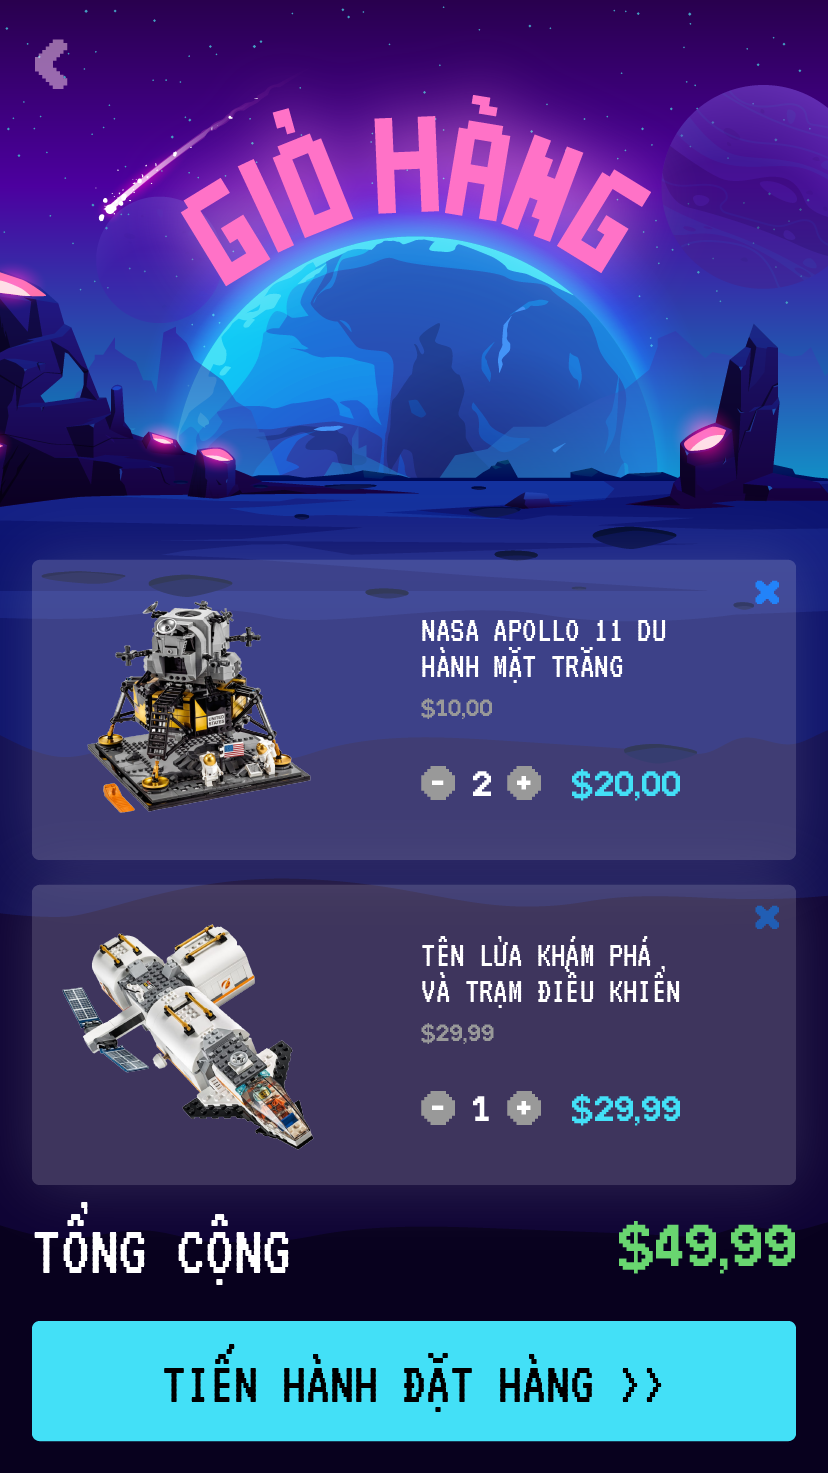 GIỎ HÀNG
NASA APOLLO 11 DU
HÀNH MẶT TRĂNG
$10,00
- 2 + $20,00
TÊN LỬA KHÁM PHÁ
VÀ TRẠM ĐIỀU KHIỂN
$29,99
- 1 + $29,99
TỔNG CỘNG $49,99
TIẾN HÀNH ĐẶT HÀNG >>